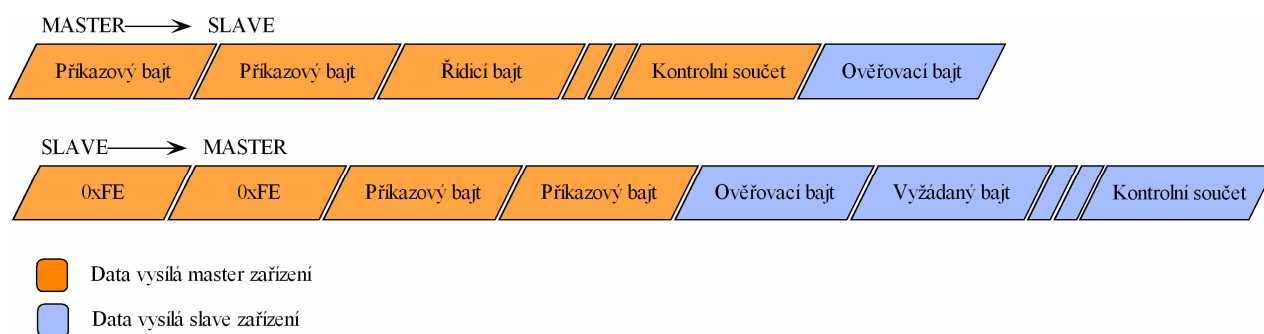 MASTER SLAVE
Příkazový bajt Příkazový bajt Řídicí bajt Kontrolní součet Ověřovací bajt
SLAVE MASTER
0xFE 0xFE Příkazový bajt Příkazový bajt Ověřovací bajt Vyžádaný bajt Kontrolní součet
Data vysílá master zařízení
Data vysílá slave zařízení